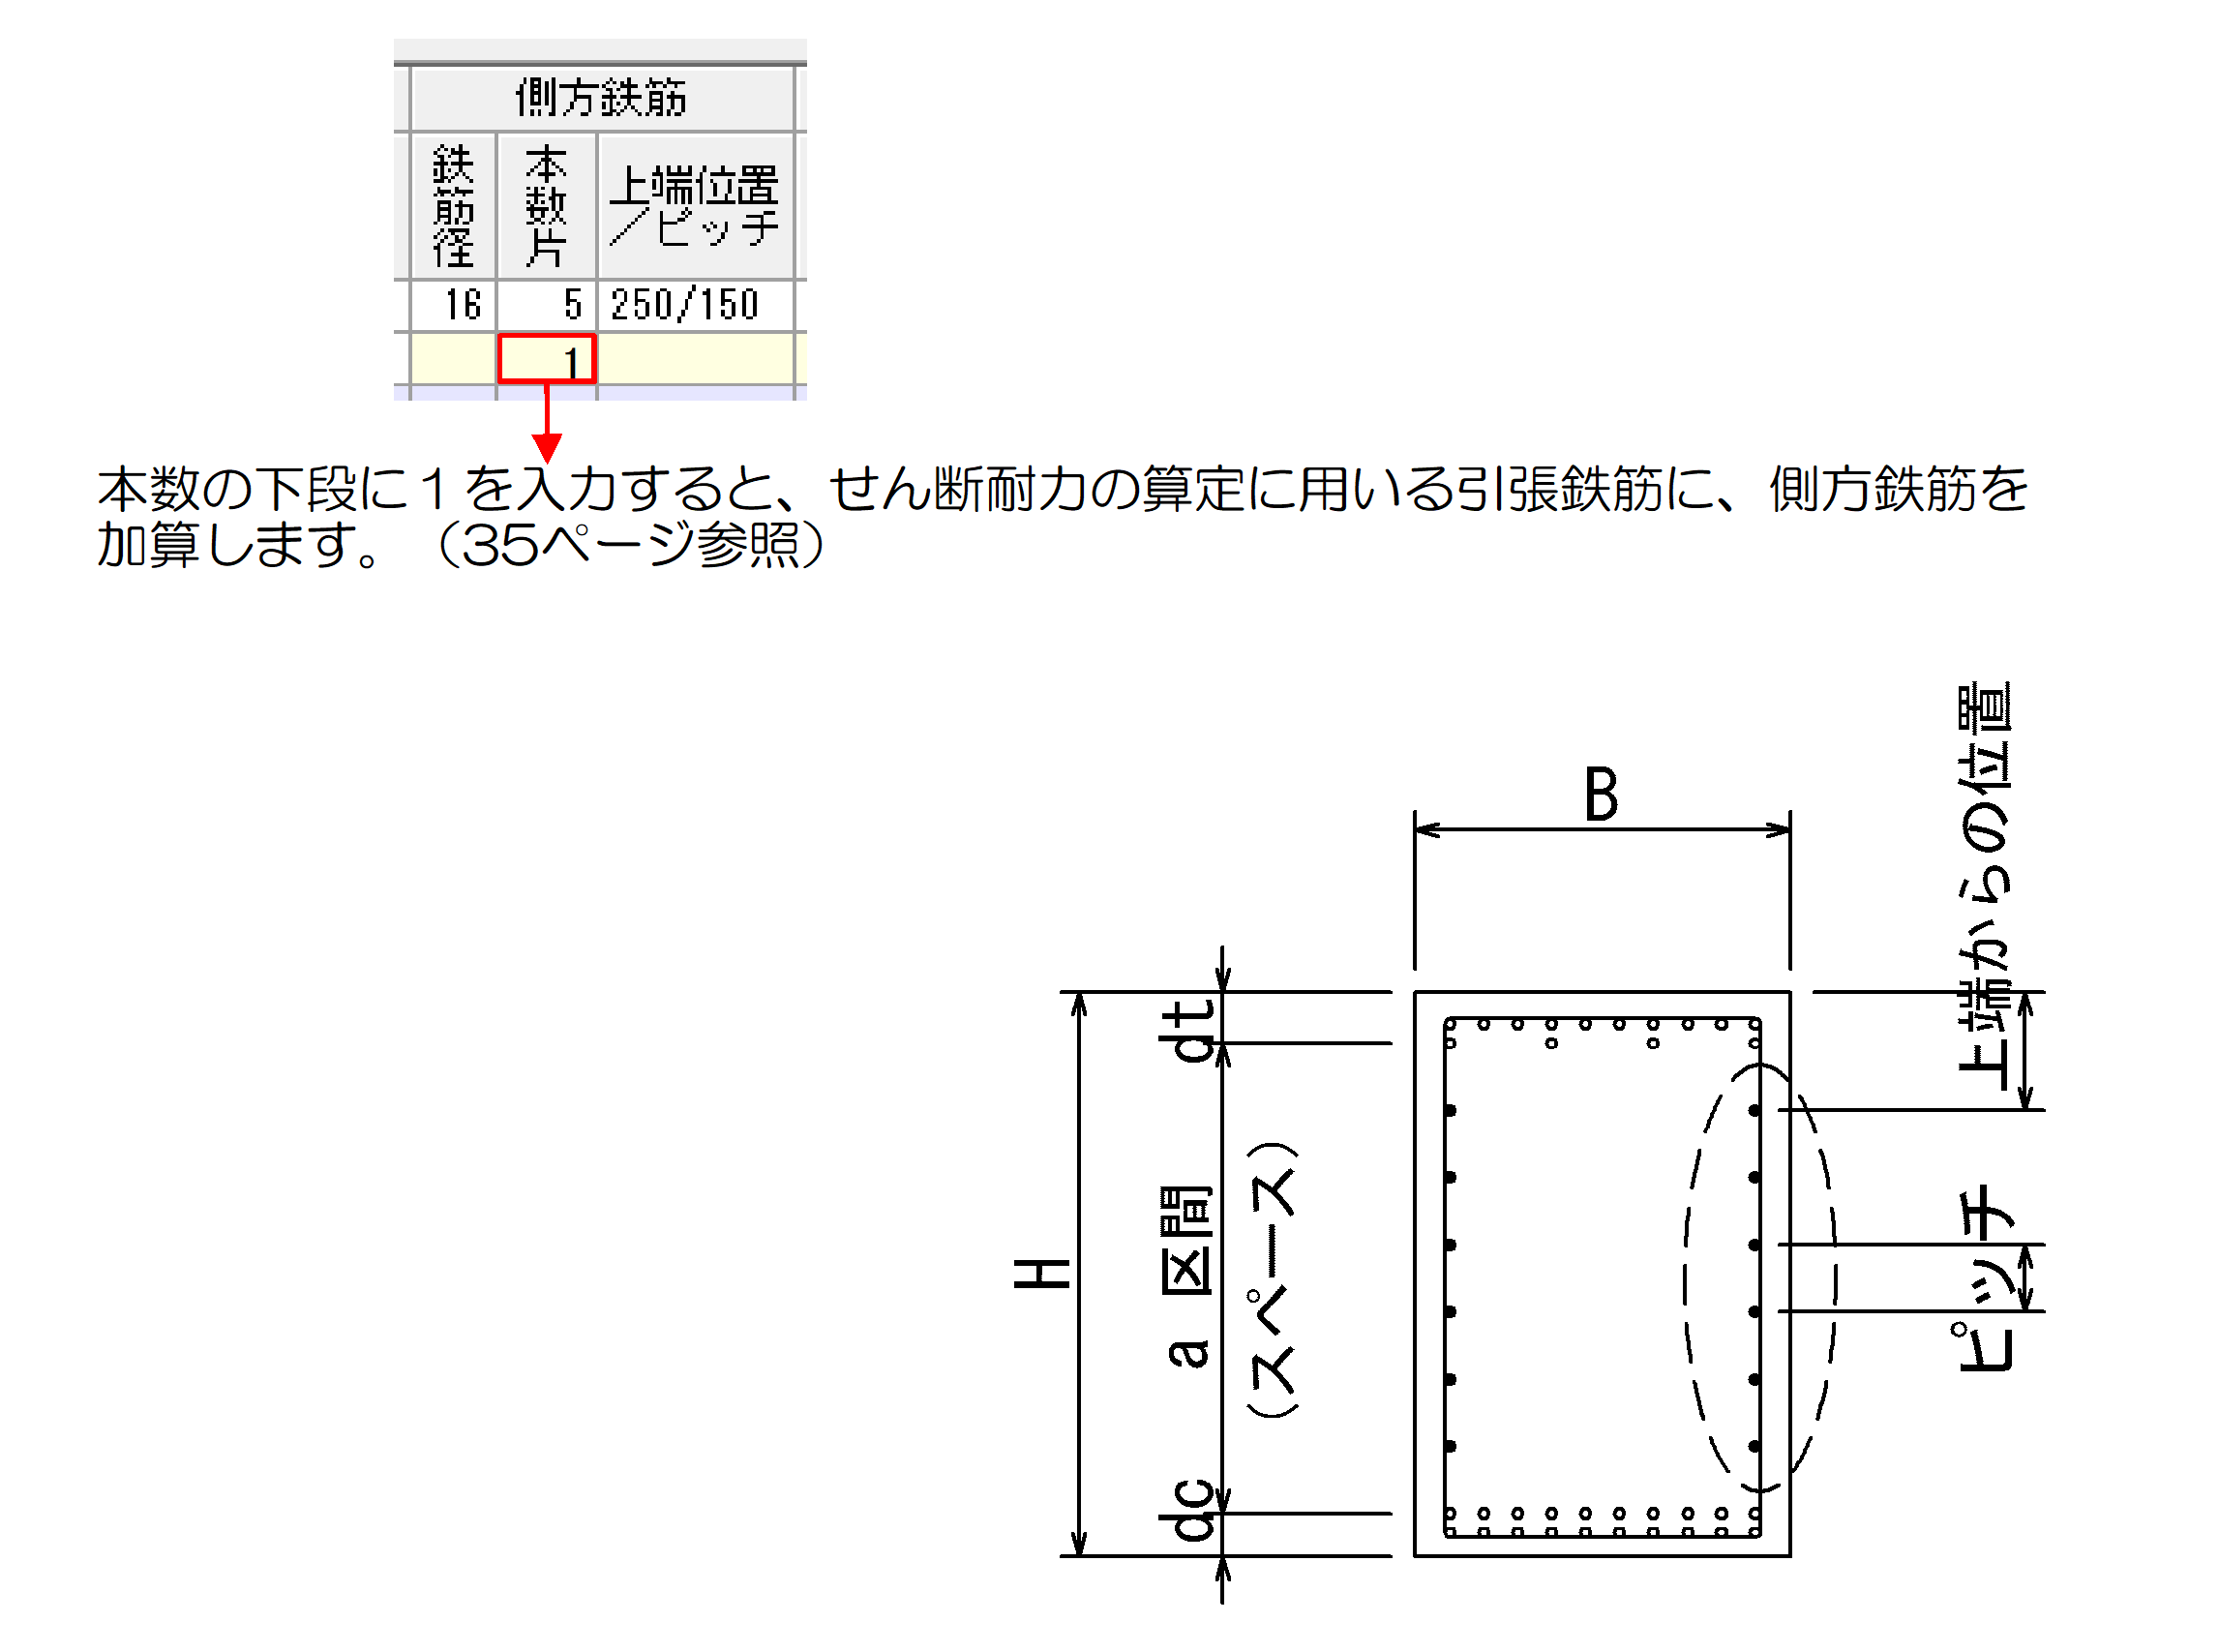 側方鉄筋
鉄筋径
本数片
上端位置
／ピッチ
16 5 250/150
1
本数の下段に１を入力すると、せん断耐力の算定に用いる引張鉄筋に、側方鉄筋を
加算します。（35ページ参照）
B
上端からの位置
dt
H
a 区間
（スペース）
ピッチ
dc